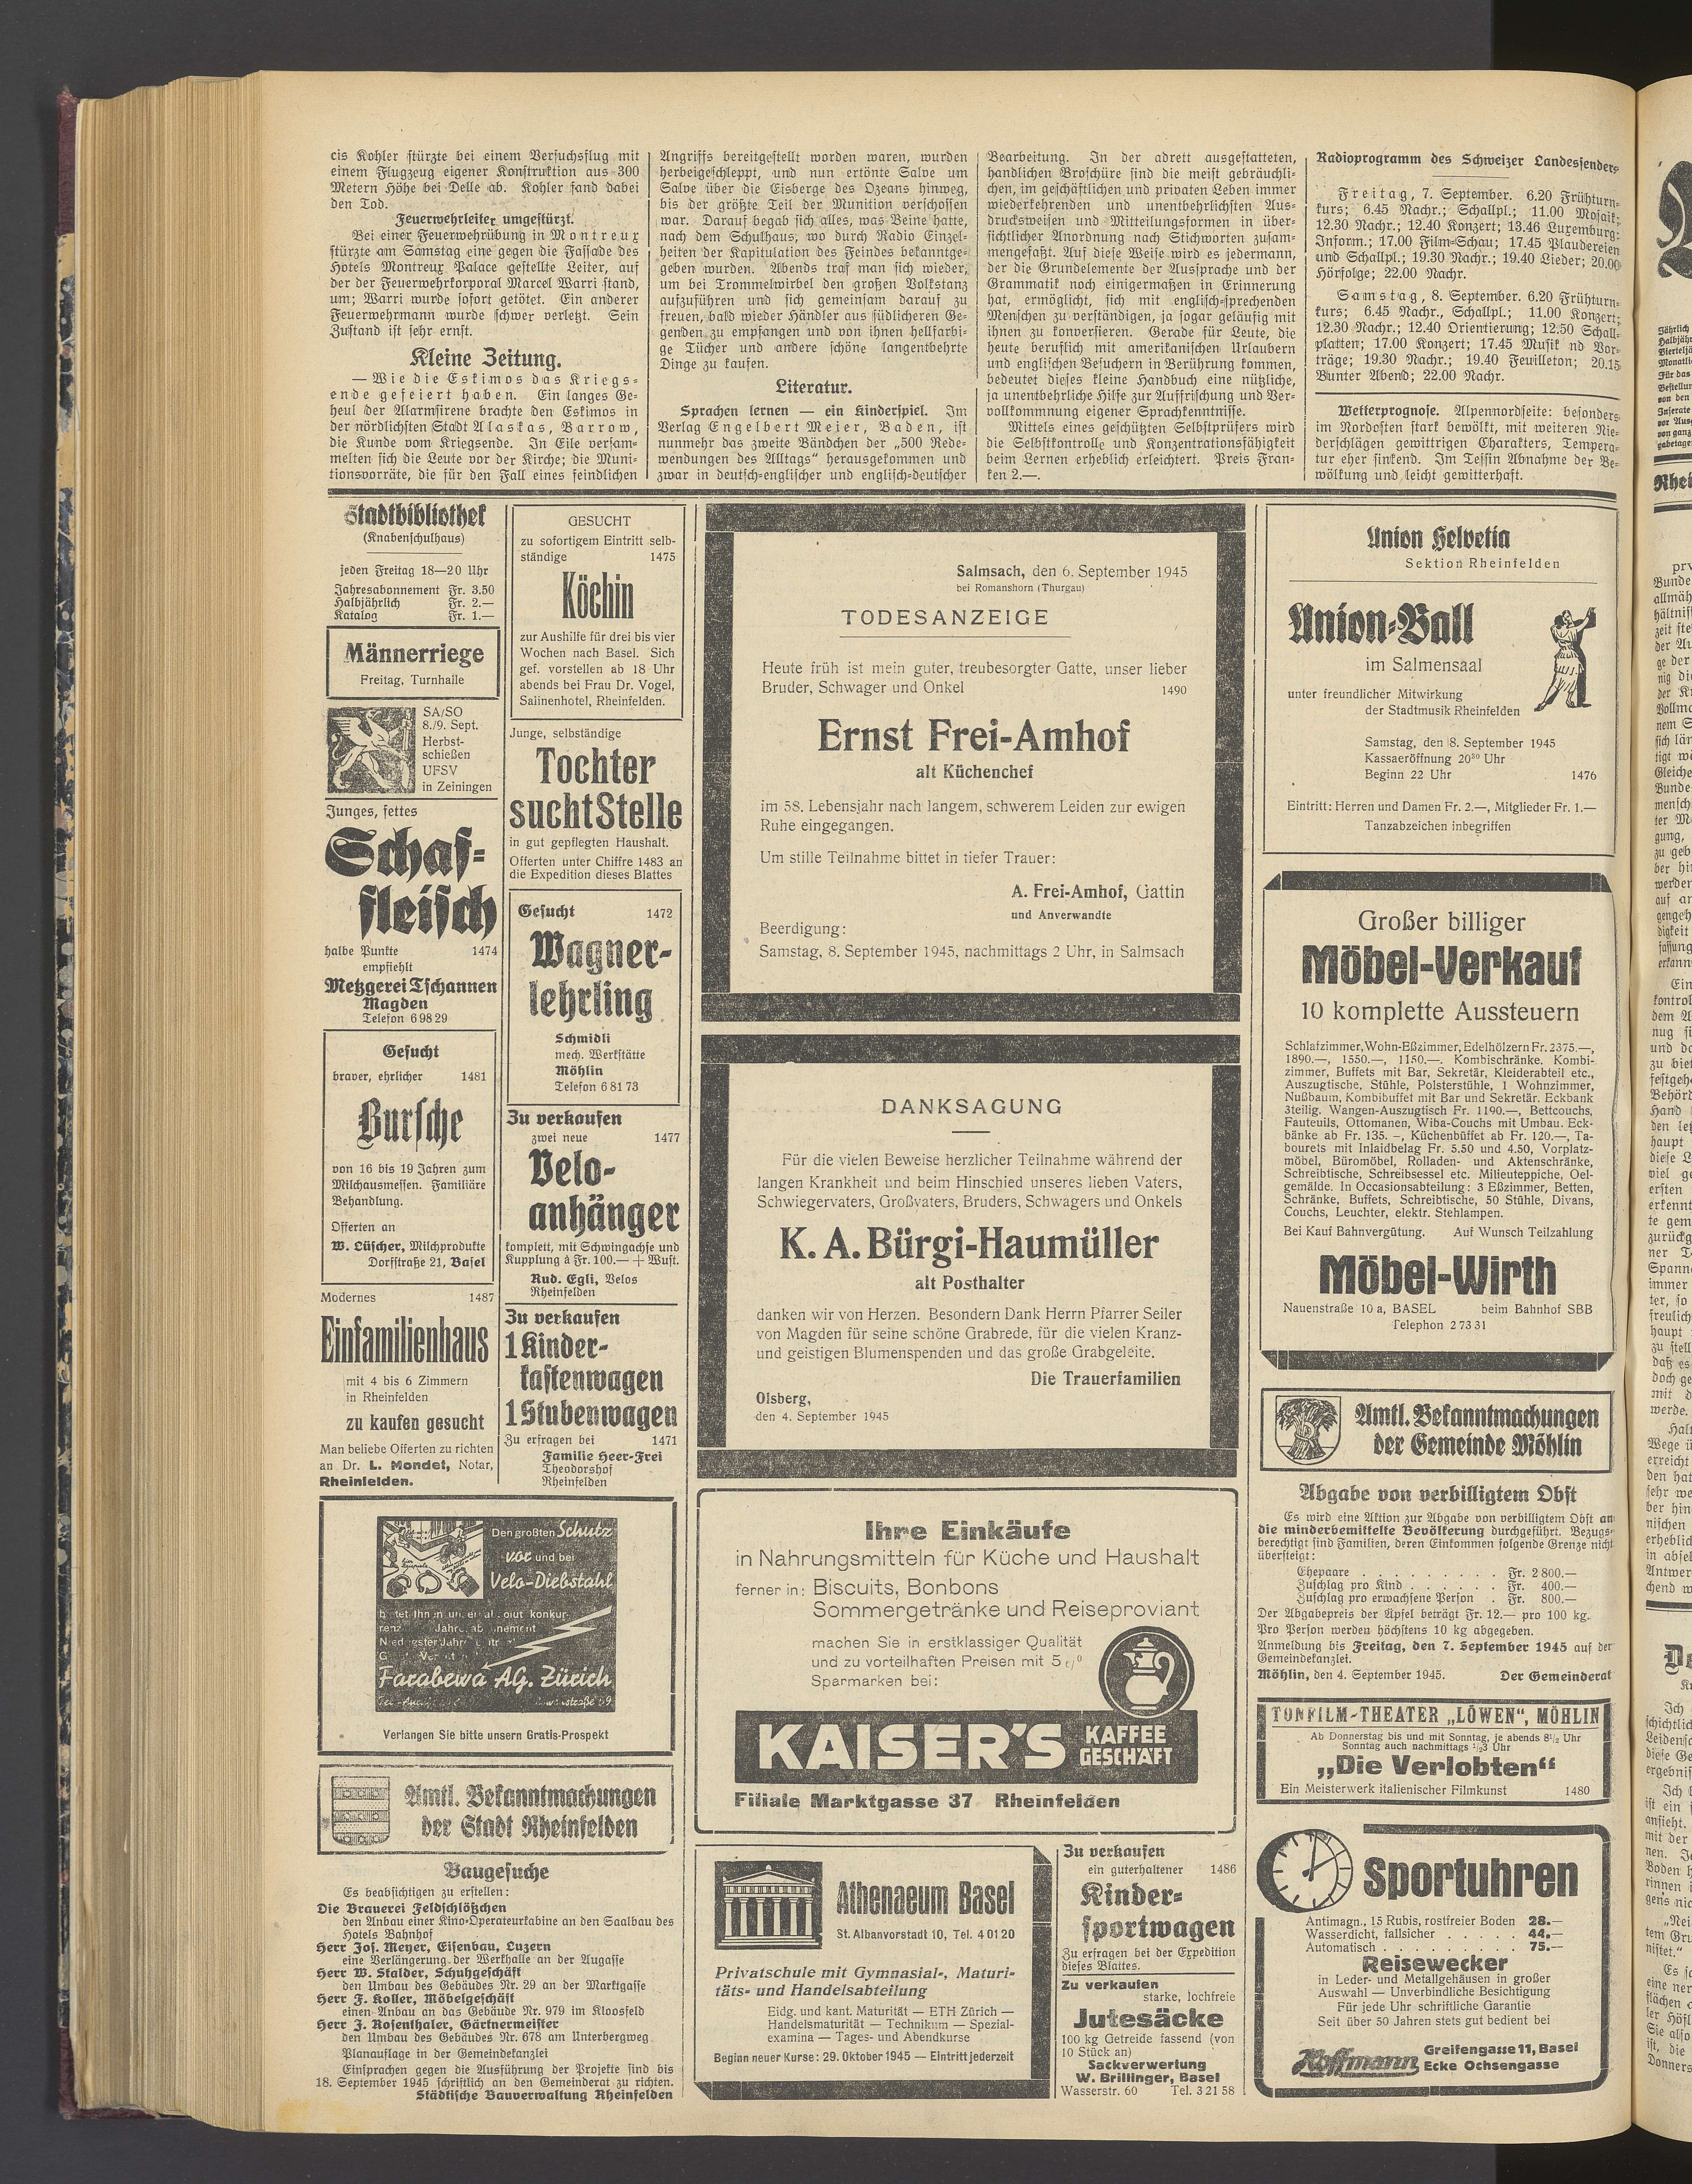 cis Kohler stürzte bei einem Versuchsflug mit
einem Flugzeug eigener Konstruktion aus 300
Metern Höhe bei Delle ab. Kohler fand dabei
den Tod.
Feuerwehrleiter umgestürzt.
Bei einer Feuerwehrübung in Montreux
stürzte am Samstag eine gegen die Fassade des
Hotels Montreux Palace gestellte Leiter, auf
der der Feuerwehrkorporal Marcel Warri stand,
um; Warri wurde sofort getötet. Ein anderer
Feuerwehrmann wurde schwer verletzt. Sein
Zustand ist sehr ernst.
Kleine Zeitung.
— Wie die Eskimos das Kriegs-
ende gefeiert haben. Ein langes Ge-
heul der Alarmsirene brachte den Eskimos in
der nördlichsten Stadt Alaskas, Barrow,
die Kunde vom Kriegsende. In Eile versam-
melten sich die Leute vor der Kirche; die Muni-
tionsvorräte, die für den Fall eines feindlichen
Angriffs bereitgestellt worden waren, wurden
herbeigeschleppt, und nun ertönte Salve um
Salve über die Eisberge des Ozeans hinweg,
bis der größte Teil der Munition verschossen
war. Darauf begab sich alles, was Beine hatte,
nach dem Schulhaus, wo durch Radio Einzel-
heiten der Kapitulation des Feindes bekanntge-
geben wurden. Abends traf man sich wieder,
um bei Trommelwirbel den großen Volkstanz
aufzuführen und sich gemeinsam darauf zu
freuen, bald wieder Händler aus südlicheren Ge-
genden zu empfangen und von ihnen hellfarbi-
ge Tücher und andere schöne langentbehrte
Dinge zu kaufen.
Literatur.
Sprachen lernen — ein Kinderspiel. Im
Verlag Engelbert Meier, Baden, ist
nunmehr das zweite Bändchen der „500 Rede-
wendungen des Alltags“ herausgekommen und
zwar in deutsch-englischer und englisch-deutscher
Bearbeitung. In der adrett ausgestatteten,
handlichen Broschüre sind die meist gebräuchli-
chen, im geschäftlichen und privaten Leben immer
wiederkehrenden und unentbehrlichsten Aus-
drucksweisen und Mitteilungsformen in über-
sichtlicher Anordnung nach Stichworten zusam-
mengefaßt. Auf diese Weise wird es jedermann,
der die Grundelemente der Aussprache und der
Grammatik noch einigermaßen in Erinnerung
hat, ermöglicht, sich mit englisch-sprechenden
Menschen zu verständigen, ja sogar geläufig mit
ihnen zu konversieren. Gerade für Leute, die
heute beruflich mit amerikanischen Urlaubern
und englischen Besuchern in Berührung kommen,
bedeutet dieses kleine Handbuch eine nützliche,
ja unentbehrliche Hilfe zur Auffrischung und Ver-
vollkommnung eigener Sprachkenntnisse.
Mittels eines geschützten Selbstprüfers wird
die Selbstkontrolle und Konzentrationsfähigkeit
beim Lernen erheblich erleichtert. Preis Fran-
ken 2.—.
Radioprogramm des Schweizer Landessenders
Freitag, 7. September. 6.20 Frühturn-
kurs; 6.45 Nachr.; Schallpl.; 11.00 Mosaik;
12.30 Nachr.; 12.40 Konzert; 13.46 Luxemburg:
Inform.; 17.00 Film-Schau; 17.45 Plaudereien
und Schallpl.; 19.30 Nachr.; 19.40 Lieder; 20.00
Hörfolge; 22.00 Nachr.
Samstag, 8. September. 6.20 Frühturn-
kurs; 6.45 Nachr., Schallpl.; 11.00 Konzert;
12.30 Nachr.; 12.40 Orientierung; 12.50 Schall-
platten; 17.00 Konzert; 17.45 Musik nd Vor-
träge; 19.30 Nachr.; 19.40 Feuilleton; 20.15
Bunter Abend; 22.00 Nachr.
Wetterprognose. Alpennordseite: besonders
im Nordosten stark bewölkt, mit weiteren Nie-
derschlägen gewittrigen Charakters, Tempera-
tur eher sinkend. Im Tessin Abnahme der Be-
wölkung und leicht gewitterhaft.
Stadtbibliothek
(Knabenschulhaus)
jeden Freitag 18—20 Uhr
Jahresabonnement Fr. 3.50
Halbjährlich Fr. 2.—
Katalog Fr. 1.—
Männerriege
Freitag, Turnhalle
SA/SO
8./9. Sept.
Herbst-
schießen
UFSV
in Zeiningen
Junges, fettes
Schaf-
fleisch
halbe Punkte 1474
empfiehlt
Metzgerei Tschannen
Magden
Telefon 6 98 29
Gesucht
braver, ehrlicher 1481
Bursche
von 16 bis 19 Jahren zum
Milchausmessen. Familiäre
Behandlung.
Offerten an
W. Lüscher, Milchprodukte
Dorfstraße 21, Basel
Modernes 1487
Einfamilienhaus
mit 4 bis 6 Zimmern
in Rheinfelden
zu kaufen gesucht
Man beliebe Offerten zu richten
an Dr. L. Mondet, Notar,
Rheinfelden.
GESUCHT
zu sofortigem Eintritt selb-
ständige 1475
Köchin
zur Aushilfe für drei bis vier
Wochen nach Basel. Sich
gef. vorstellen ab 18 Uhr
abends bei Frau Dr. Vogel,
Salinenhotel, Rheinfelden.
Junge, selbständige
Tochter
sucht Stelle
in gut gepflegten Haushalt.
Offerten unter Chiffre 1483 an
die Expedition dieses Blattes
Gesucht 1472
Wagner-
lehrling
Schmidli
mech. Werkstätte
Möhlin
Telefon 6 81 73
Zu verkaufen
zwei neue 1477
Velo-
anhänger
komplett, mit Schwingachse und
Kupplung à Fr. 100.— + Wust.
Rud. Egli, Velos
Rheinfelden
Zu verkaufen
1 Kinder-
kastenwagen
1 Stubenwagen
Zu erfragen bei 1471
Familie Heer-Frei
Theodorshof
Rheinfelden
Den großten Schutz
vor und bei
Velo-Diebstahl
Farabewa AG. Zürich
Verlangen Sie bitte unsern Gratis-Prospekt
Amtl. Bekanntmachungen
der Stadt Rheinfelden
Baugesuche
Es beabsichtigen zu erstellen:
Die Brauerei Feldschlößchen
den Anbau einer Kino-Operateurkabine an den Saalbau des
Hotels Bahnhof
Herr Jos. Meyer, Eisenbau, Luzern
eine Verlängerung der Werkhalle an der Augasse
Herr W. Stalder, Schuhgeschäft
den Umbau des Gebäudes Nr. 29 an der Marktgasse
Herr F. Koller, Möbelgeschäft
einen Anbau an das Gebäude Nr. 979 im Kloosfeld
Herr J. Rosenthaler, Gärtnermeister
den Umbau des Gebäudes Nr. 678 am Unterbergweg
Planauflage in der Gemeindekanzlei
Einsprachen gegen die Ausführung der Projekte sind bis
18. September 1945 schriftlich an den Gemeinderat zu richten.
Städtische Bauverwaltung Rheinfelden
Salmsach, den 6. September 1945
bei Romanshorn (Thurgau)
TODESANZEIGE
Heute früh ist mein guter, treubesorgter Gatte, unser lieber
Bruder, Schwager und Onkel 1490
Ernst Frei-Amhof
alt Küchenchef
im 58. Lebensjahr nach langem, schwerem Leiden zur ewigen
Ruhe eingegangen.
Um stille Teilnahme bittet in tiefer Trauer:
A. Frei-Amhof, Gattin
und Anverwandte
Beerdigung:
Samstag, 8. September 1945, nachmittags 2 Uhr, in Salmsach
DANKSAGUNG
Für die vielen Beweise herzlicher Teilnahme während der
langen Krankheit und beim Hinschied unseres lieben Vaters,
Schwiegervaters, Großvaters, Bruders, Schwagers und Onkels
K. A. Bürgi-Haumüller
alt Posthalter
danken wir von Herzen. Besondern Dank Herrn Pfarrer Seiler
von Magden für seine schöne Grabrede, für die vielen Kranz-
und geistigen Blumenspenden und das große Grabgeleite.
Die Trauerfamilien
Olsberg,
den 4. September 1945
Ihre Einkäufe
in Nahrungsmitteln für Küche und Haushalt
ferner in: Biscuits, Bonbons
Sommergetränke und Reiseproviant
machen Sie in erstklassiger Qualität
und zu vorteilhaften Preisen mit 5 %
Sparmarken bei:
KAISER'S KAFFEE
GESCHÄFT
Filiale Marktgasse 37 Rheinfelden
Athenaeum Basel
St. Albanvorstadt 10, Tel. 4 01 20
Privatschule mit Gymnasial-, Maturi-
täts- und Handelsabteilung
Eidg. und kant. Maturität — ETH Zürich —
Handelsmaturität — Technikum — Spezial-
examina — Tages- und Abendkurse
Beginn neuer Kurse: 29. Oktober 1945 — Eintritt jederzeit
Zu verkaufen
ein guterhaltener 1486
Kinder-
sportwagen
Zu erfragen bei der Expedition
dieses Blattes.
Zu verkaufen
starke, lochfreie
Jutesäcke
100 kg Getreide fassend (von
10 Stück an)
Sackverwertung
W. Brillinger, Basel
Wasserstr. 60 Tel. 3 21 58
Union Helvetia
Sektion Rheinfelden
Union-Ball
im Salmensaal
unter freundlicher Mitwirkung
der Stadtmusik Rheinfelden
Samstag, den 8. September 1945
Kassaeröffnung 20³⁰ Uhr
Beginn 22 Uhr 1476
Eintritt: Herren und Damen Fr. 2.—, Mitglieder Fr. 1.—
Tanzabzeichen inbegriffen
Großer billiger
Möbel-Verkauf
10 komplette Aussteuern
Schlafzimmer, Wohn-Eßzimmer, Edelhölzern Fr. 2375.—,
1890.—, 1550.—, 1150.—. Kombischränke. Kombi-
zimmer, Buffets mit Bar, Sekretär, Kleiderabteil etc.,
Auszugtische, Stühle, Polsterstühle, 1 Wohnzimmer,
Nußbaum, Kombibuffet mit Bar und Sekretär. Eckbank
3teilig. Wangen-Auszugtisch Fr. 1190.—, Bettcouchs,
Fauteuils, Ottomanen, Wiba-Couchs mit Umbau. Eck-
bänke ab Fr. 135. –, Küchenbüffet ab Fr. 120.—, Ta-
bourets mit Inlaidbelag Fr. 5.50 und 4.50, Vorplatz-
möbel, Büromöbel, Rolladen- und Aktenschränke,
Schreibtische, Schreibsessel etc. Milieuteppiche, Oel-
gemälde. In Occasionsabteilung: 3 Eßzimmer, Betten,
Schränke, Buffets, Schreibtische, 50 Stühle, Divans,
Couchs, Leuchter, elektr. Stehlampen.
Bei Kauf Bahnvergütung. Auf Wunsch Teilzahlung
Möbel-Wirth
Nauenstraße 10 a, BASEL beim Bahnhof SBB
Telephon 2 73 31
Amtl. Bekanntmachungen
der Gemeinde Möhlin
Abgabe von verbilligtem Obst
Es wird eine Aktion zur Abgabe von verbilligtem Obst an
die minderbemittelte Bevölkerung durchgeführt. Bezugs-
berechtigt sind Familien, deren Einkommen folgende Grenze nicht
übersteigt:
Ehepaare . . . . . . . . . Fr. 2 800.—
Zuschlag pro Kind . . . . . . Fr. 400.—
Zuschlag pro erwachsene Person . Fr. 800.—
Der Abgabepreis der Äpfel beträgt Fr. 12.— pro 100 kg.
Pro Person werden höchstens 10 kg abgegeben.
Anmeldung bis Freitag, den 7. September 1945 auf der
Gemeindekanzlei.
Möhlin, den 4. September 1945. Der Gemeinderat
TONFILM-THEATER „LÖWEN“, MÖHLIN
Ab Donnerstag bis und mit Sonntag, je abends 8½ Uhr
Sonntag auch nachmittags ½3 Uhr
„Die Verlobten“
Ein Meisterwerk italienischer Filmkunst 1480
Sportuhren
Antimagn., 15 Rubis, rostfreier Boden 28.—
Wasserdicht, fallsicher . . . . . 44.—
Automatisch . . . . . . . . 75.—
Reisewecker
in Leder- und Metallgehäusen in großer
Auswahl — Unverbindliche Besichtigung
Für jede Uhr schriftliche Garantie
Seit über 50 Jahren stets gut bedient bei
Hoffmann Greifengasse 11, Basel
Ecke Ochsengasse